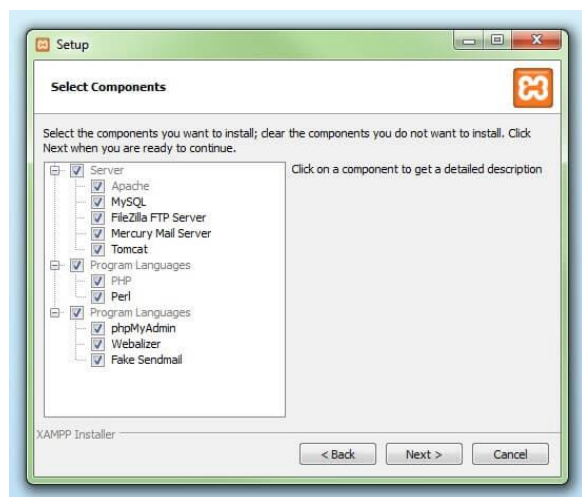 Setup
Select Components
Select the components you want to install; clear the components you do not want to install. Click
Next when you are ready to continue.
Server
Apache
MySQL
FileZilla FTP Server
Mercury Mail Server
Tomcat
Program Languages
PHP
Perl
Program Languages
phpMyAdmin
Webalizer
Fake Sendmail
Click on a component to get a detailed description
XAMPP Installer
< Back
Next >
Cancel